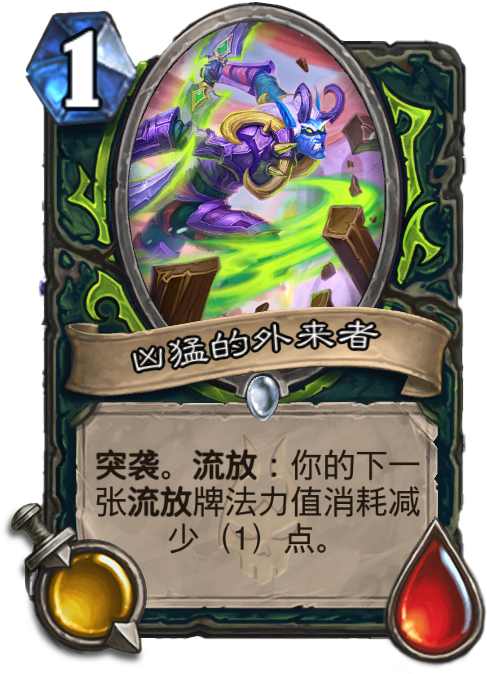 1
凶猛的外来者
突袭。流放：你的下一
张流放牌法力值消耗减
少（1）点。